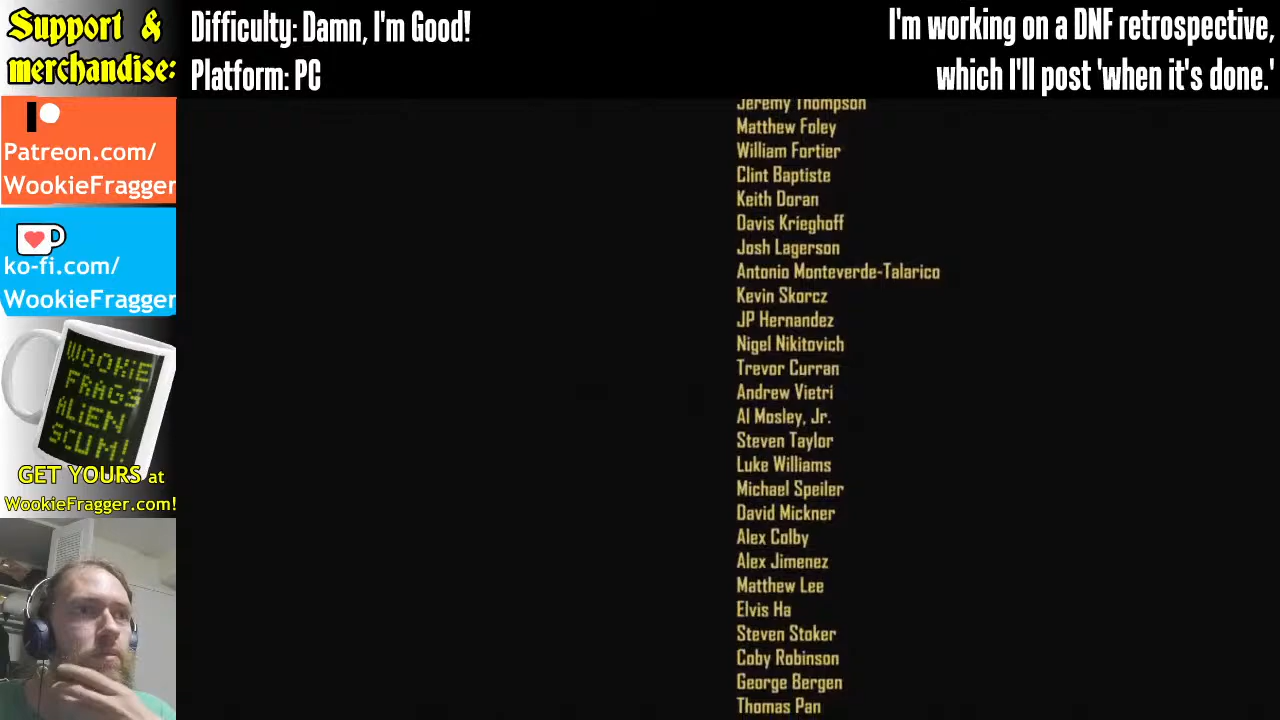 Support &
merchandise:
Patreon.com/
WookieFragger
ko-fi.com/
WookieFragger
WOOKiE
FRAGS
ALiEN
SCUM!
GET YOURS at
WookieFragger.com!
Difficulty: Damn, I'm Good!
Platform: PC
I'm working on a DNF retrospective,
which I'll post 'when it's done.'
Jeremy Thompson
Matthew Foley
William Fortier
Clint Baptiste
Keith Doran
Davis Krieghoff
Josh Lagerson
Antonio Monteverde-Talarico
Kevin Skorcz
JP Hernandez
Nigel Nikitovich
Trevor Curran
Andrew Vietri
Al Mosley, Jr.
Steven Taylor
Luke Williams
Michael Speiler
David Mickner
Alex Colby
Alex Jimenez
Matthew Lee
Elvis Ha
Steven Stoker
Coby Robinson
George Bergen
Thomas Pan